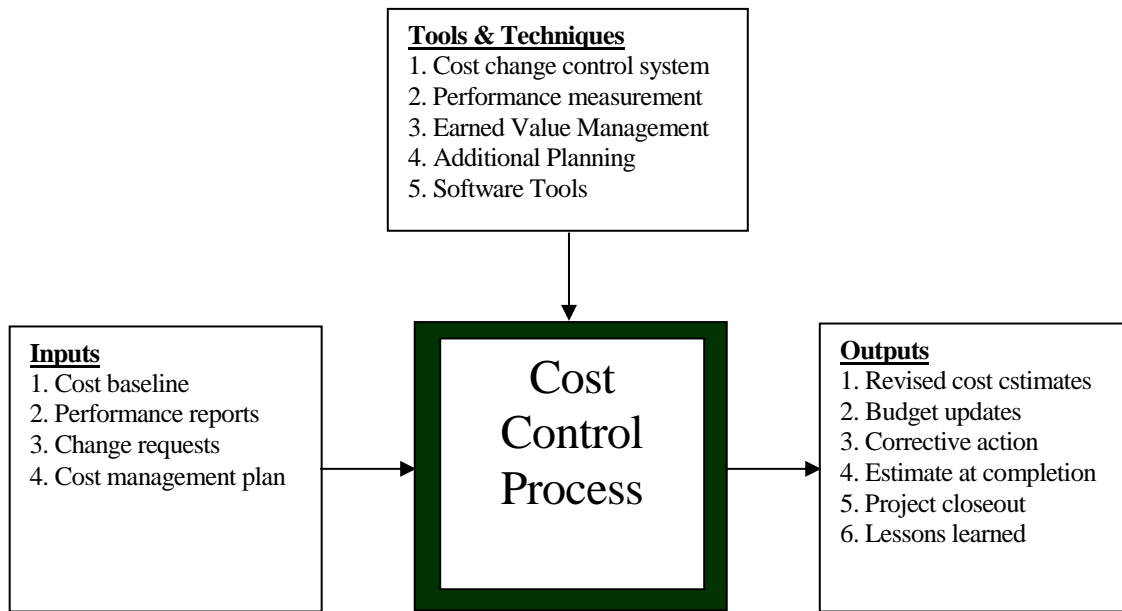 Tools & Techniques
1. Cost change control system
2. Performance measurement
3. Earned Value Management
4. Additional Planning
5. Software Tools
Inputs
1. Cost baseline
2. Performance reports
3. Change requests
4. Cost management plan
Cost
Control
Process
Outputs
1. Revised cost cstimates
2. Budget updates
3. Corrective action
4. Estimate at completion
5. Project closeout
6. Lessons learned